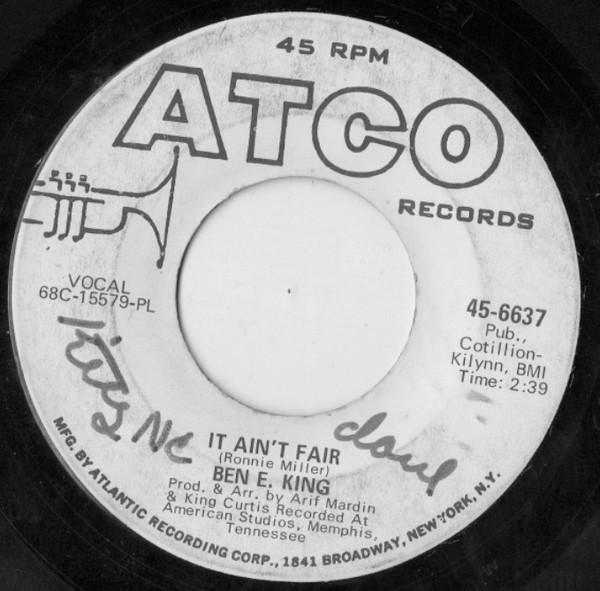 45 RPM
ATCO
RECORDS
VOCAL
68C-15579-PL
45-6637
Pub.,
Cotillion-
Kilynn, BMI
Time: 2:39
IT AIN'T FAIR
(Ronnie Miller)
BEN E. KING
Prod. & Arr. by Arif Mardin
& King Curtis Recorded At
American Studios, Memphis,
Tennessee
MFG. BY ATLANTIC RECORDING CORP., 1841 BROADWAY, NEW YORK, N.Y.